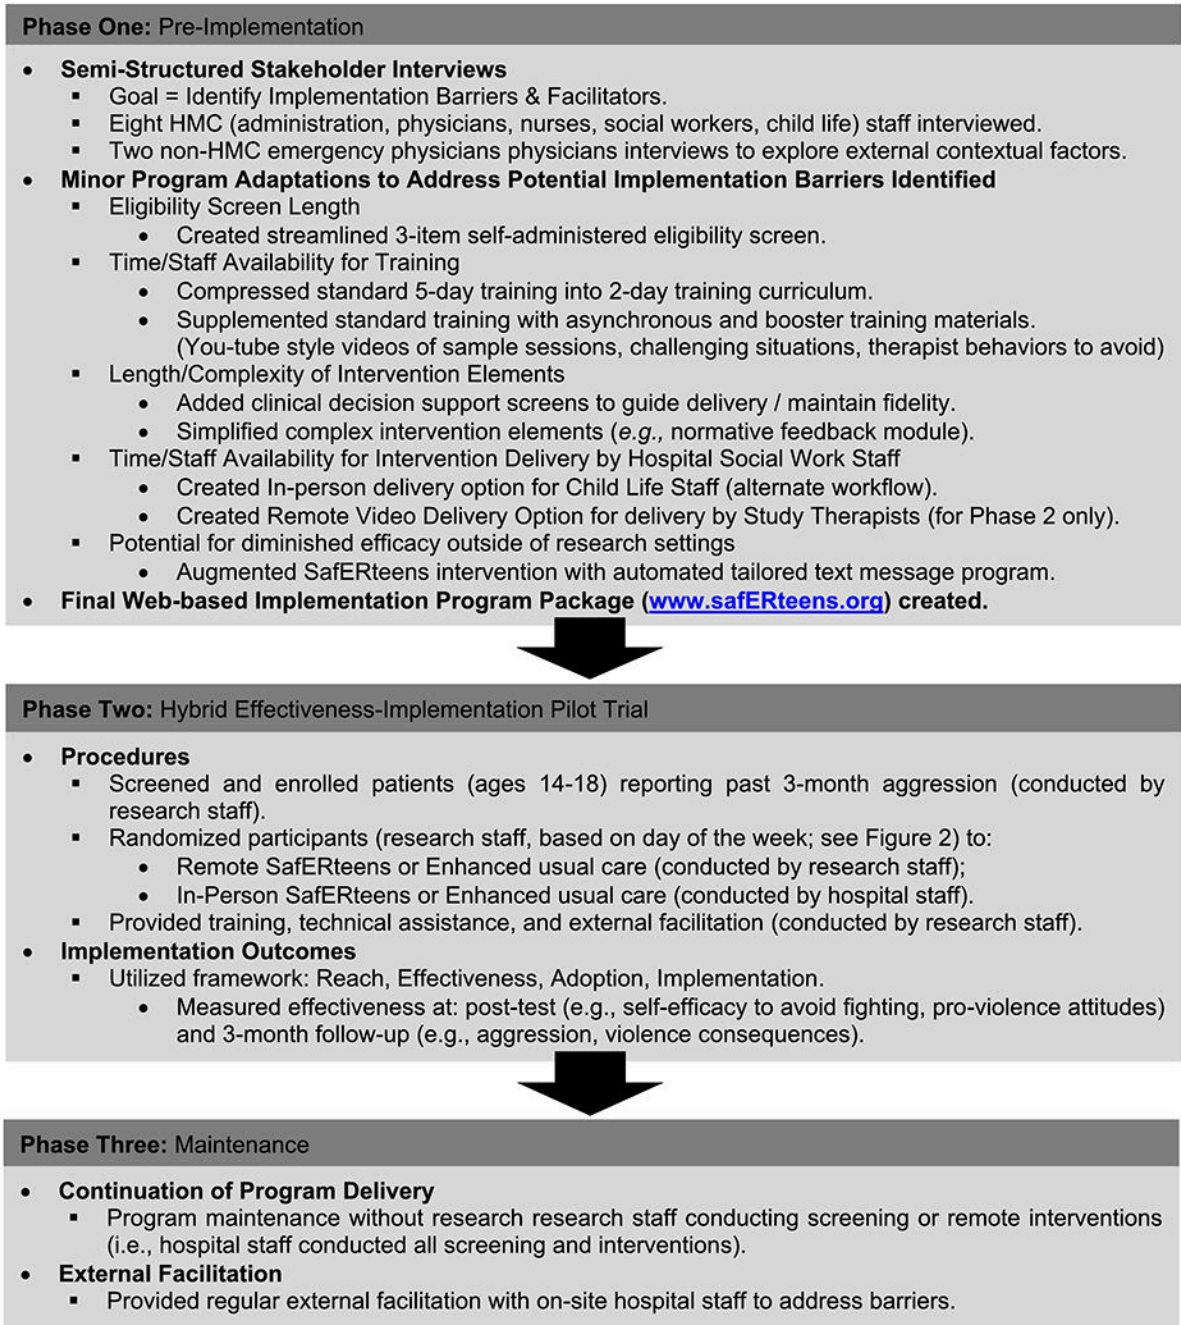 Phase One: Pre-Implementation
• Semi-Structured Stakeholder Interviews
▪ Goal = Identify Implementation Barriers & Facilitators.
▪ Eight HMC (administration, physicians, nurses, social workers, child life) staff interviewed.
▪ Two non-HMC emergency physicians physicians interviews to explore external contextual factors.
• Minor Program Adaptations to Address Potential Implementation Barriers Identified
▪ Eligibility Screen Length
• Created streamlined 3-item self-administered eligibility screen.
▪ Time/Staff Availability for Training
• Compressed standard 5-day training into 2-day training curriculum.
• Supplemented standard training with asynchronous and booster training materials.
(You-tube style videos of sample sessions, challenging situations, therapist behaviors to avoid)
▪ Length/Complexity of Intervention Elements
• Added clinical decision support screens to guide delivery / maintain fidelity.
• Simplified complex intervention elements (e.g., normative feedback module).
▪ Time/Staff Availability for Intervention Delivery by Hospital Social Work Staff
• Created In-person delivery option for Child Life Staff (alternate workflow).
• Created Remote Video Delivery Option for delivery by Study Therapists (for Phase 2 only).
▪ Potential for diminished efficacy outside of research settings
• Augmented SafERteens intervention with automated tailored text message program.
• Final Web-based Implementation Program Package (www.safERteens.org) created.
Phase Two: Hybrid Effectiveness-Implementation Pilot Trial
• Procedures
▪ Screened and enrolled patients (ages 14-18) reporting past 3-month aggression (conducted by
research staff).
▪ Randomized participants (research staff, based on day of the week; see Figure 2) to:
• Remote SafERteens or Enhanced usual care (conducted by research staff);
• In-Person SafERteens or Enhanced usual care (conducted by hospital staff).
▪ Provided training, technical assistance, and external facilitation (conducted by research staff).
• Implementation Outcomes
▪ Utilized framework: Reach, Effectiveness, Adoption, Implementation.
• Measured effectiveness at: post-test (e.g., self-efficacy to avoid fighting, pro-violence attitudes)
and 3-month follow-up (e.g., aggression, violence consequences).
Phase Three: Maintenance
• Continuation of Program Delivery
▪ Program maintenance without research research staff conducting screening or remote interventions
(i.e., hospital staff conducted all screening and interventions).
• External Facilitation
▪ Provided regular external facilitation with on-site hospital staff to address barriers.